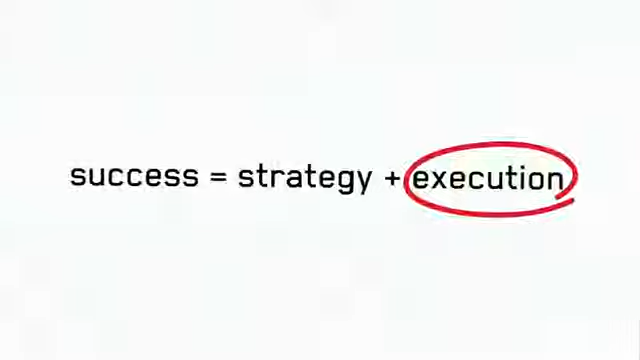 success = strategy + execution